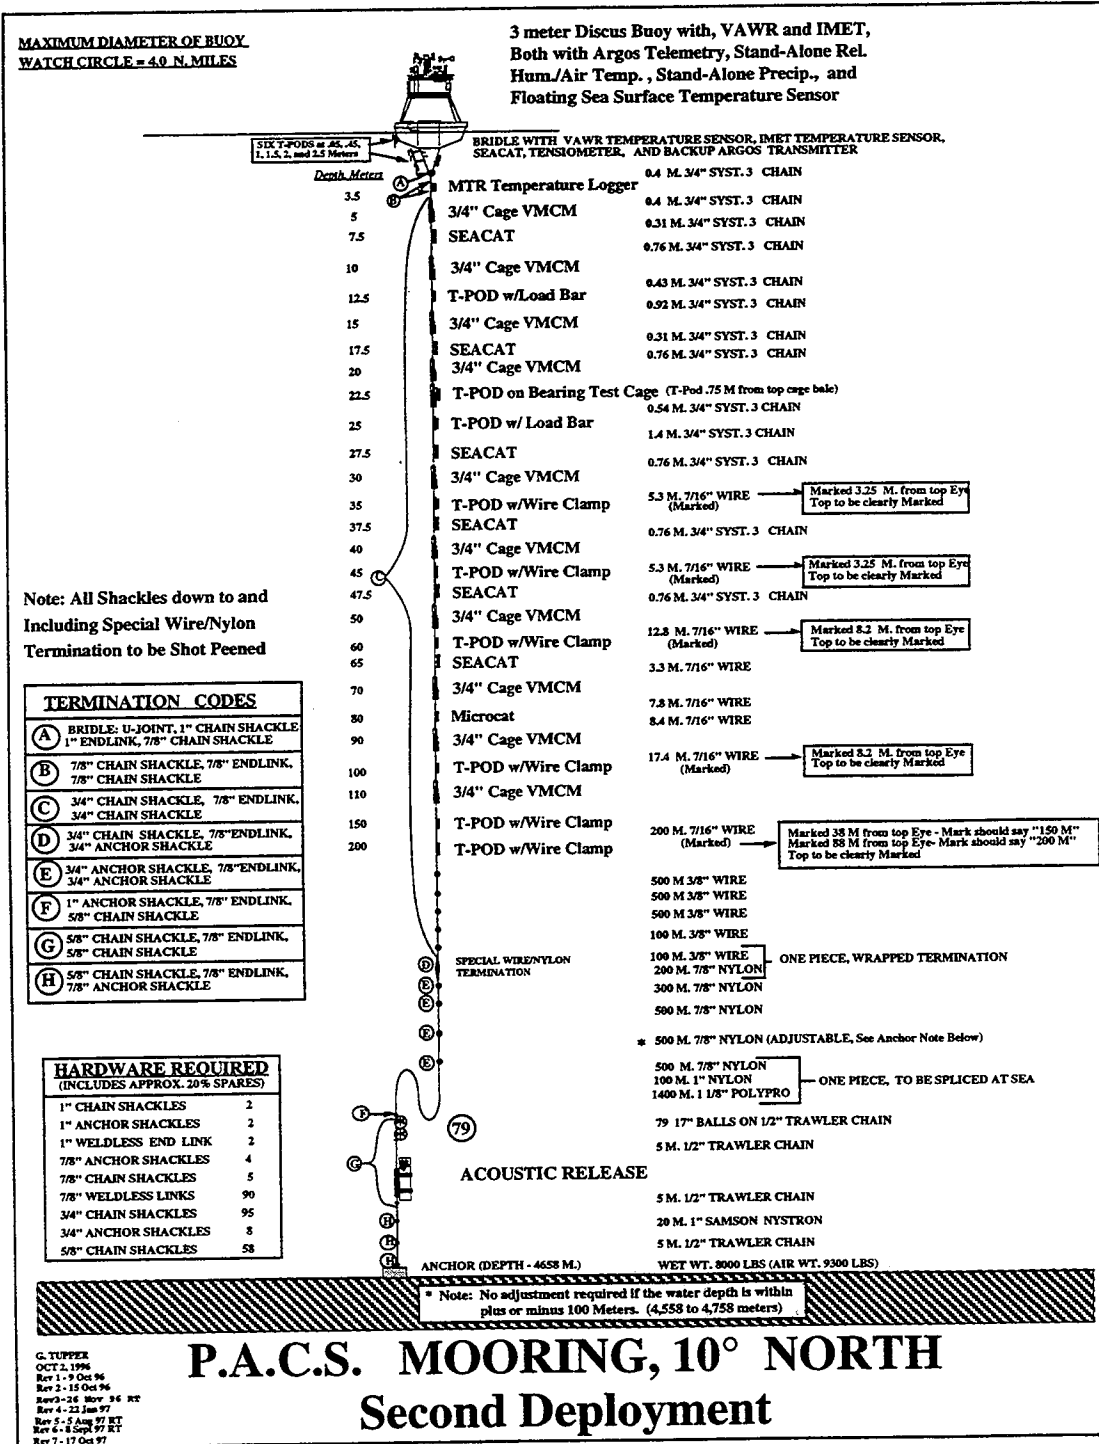 MAXIMUM DIAMETER OF BUOY
WATCH CIRCLE = 4.0 N. MILES
3 meter Discus Buoy with, VAWR and IMET,
Both with Argos Telemetry, Stand-Alone Rel.
Hum./Air Temp. , Stand-Alone Precip., and
Floating Sea Surface Temperature Sensor
SIX T-PODS at .05, .45,
1, 1.5, 2, and 2.5 Meters
BRIDLE WITH VAWR TEMPERATURE SENSOR, IMET TEMPERATURE SENSOR,
SEACAT, TENSIOMETER, AND BACKUP ARGOS TRANSMITTER
Depth, Meters
A
0.4 M. 3/4" SYST. 3 CHAIN
3.5 B MTR Temperature Logger
0.4 M. 3/4" SYST. 3 CHAIN
5 3/4" Cage VMCM
0.31 M. 3/4" SYST. 3 CHAIN
7.5 SEACAT
0.76 M. 3/4" SYST. 3 CHAIN
10 3/4" Cage VMCM
0.43 M. 3/4" SYST. 3 CHAIN
12.5 T-POD w/Load Bar
0.92 M. 3/4" SYST. 3 CHAIN
15 3/4" Cage VMCM
0.31 M. 3/4" SYST. 3 CHAIN
17.5 SEACAT
0.76 M. 3/4" SYST. 3 CHAIN
20 3/4" Cage VMCM
22.5 T-POD on Bearing Test Cage (T-Pod .75 M from top cage bale)
0.54 M. 3/4" SYST. 3 CHAIN
25 T-POD w/ Load Bar
1.4 M. 3/4" SYST. 3 CHAIN
27.5 SEACAT
0.76 M. 3/4" SYST. 3 CHAIN
30 3/4" Cage VMCM
35 T-POD w/Wire Clamp
5.3 M. 7/16" WIRE
(Marked)
Marked 3.25 M. from top Eye
Top to be clearly Marked
37.5 SEACAT
0.76 M. 3/4" SYST. 3 CHAIN
40 3/4" Cage VMCM
45 C T-POD w/Wire Clamp
5.3 M. 7/16" WIRE
(Marked)
Marked 3.25 M. from top Eye
Top to be clearly Marked
47.5 SEACAT
0.76 M. 3/4" SYST. 3 CHAIN
50 3/4" Cage VMCM
60 T-POD w/Wire Clamp
12.8 M. 7/16" WIRE
(Marked)
Marked 8.2 M. from top Eye
Top to be clearly Marked
65 SEACAT
3.3 M. 7/16" WIRE
70 3/4" Cage VMCM
7.8 M. 7/16" WIRE
80 Microcat
8.4 M. 7/16" WIRE
90 3/4" Cage VMCM
100 T-POD w/Wire Clamp
17.4 M. 7/16" WIRE
(Marked)
Marked 8.2 M. from top Eye
Top to be clearly Marked
110 3/4" Cage VMCM
150 T-POD w/Wire Clamp
200 M. 7/16" WIRE
(Marked)
Marked 38 M from top Eye - Mark should say "150 M"
Marked 88 M from top Eye- Mark should say "200 M"
Top to be clearly Marked
200 T-POD w/Wire Clamp
500 M 3/8" WIRE
500 M 3/8" WIRE
500 M 3/8" WIRE
100 M. 3/8" WIRE
D SPECIAL WIRE/NYLON
TERMINATION
100 M. 3/8" WIRE
200 M. 7/8" NYLON
ONE PIECE, WRAPPED TERMINATION
E
300 M. 7/8" NYLON
E
500 M. 7/8" NYLON
E
* 500 M. 7/8" NYLON (ADJUSTABLE, See Anchor Note Below)
E
500 M. 7/8" NYLON
100 M. 1" NYLON
1400 M. 1 1/8" POLYPRO
ONE PIECE, TO BE SPLICED AT SEA
F
79
79 17" BALLS ON 1/2" TRAWLER CHAIN
5 M. 1/2" TRAWLER CHAIN
G
ACOUSTIC RELEASE
5 M. 1/2" TRAWLER CHAIN
H
20 M. 1" SAMSON NYSTRON
H
5 M. 1/2" TRAWLER CHAIN
H
ANCHOR (DEPTH - 4658 M.)
WET WT. 8000 LBS (AIR WT. 9300 LBS)
Note: All Shackles down to and
Including Special Wire/Nylon
Termination to be Shot Peened
TERMINATION CODES
A BRIDLE: U-JOINT, 1" CHAIN SHACKLE
1" ENDLINK, 7/8" CHAIN SHACKLE
B 7/8" CHAIN SHACKLE, 7/8" ENDLINK,
7/8" CHAIN SHACKLE
C 3/4" CHAIN SHACKLE, 7/8" ENDLINK,
3/4" CHAIN SHACKLE
D 3/4" CHAIN SHACKLE, 7/8"ENDLINK,
3/4" ANCHOR SHACKLE
E 3/4" ANCHOR SHACKLE, 7/8"ENDLINK,
3/4" ANCHOR SHACKLE
F 1" ANCHOR SHACKLE, 7/8" ENDLINK,
5/8" CHAIN SHACKLE
G 5/8" CHAIN SHACKLE, 7/8" ENDLINK,
5/8" CHAIN SHACKLE
H 5/8" CHAIN SHACKLE, 7/8" ENDLINK,
7/8" ANCHOR SHACKLE
HARDWARE REQUIRED
(INCLUDES APPROX. 20% SPARES)
1" CHAIN SHACKLES 2
1" ANCHOR SHACKLES 2
1" WELDLESS END LINK 2
7/8" ANCHOR SHACKLES 4
7/8" CHAIN SHACKLES 5
7/8" WELDLESS LINKS 90
3/4" CHAIN SHACKLES 95
3/4" ANCHOR SHACKLES 8
5/8" CHAIN SHACKLES 58
* Note: No adjustment required if the water depth is within
plus or minus 100 Meters. (4,558 to 4,758 meters)
P.A.C.S. MOORING, 10° NORTH
Second Deployment
G. TUPPER
OCT 2, 1996
Rev 1 - 9 Oct 96
Rev 2 - 15 Oct 96
Rev3-26 Nov 96 RT
Rev 4 - 22 Jan 97
Rev 5 - 5 Aug 97 RT
Rev 6 - 8 Sept 97 RT
Rev 7 - 17 Oct 97